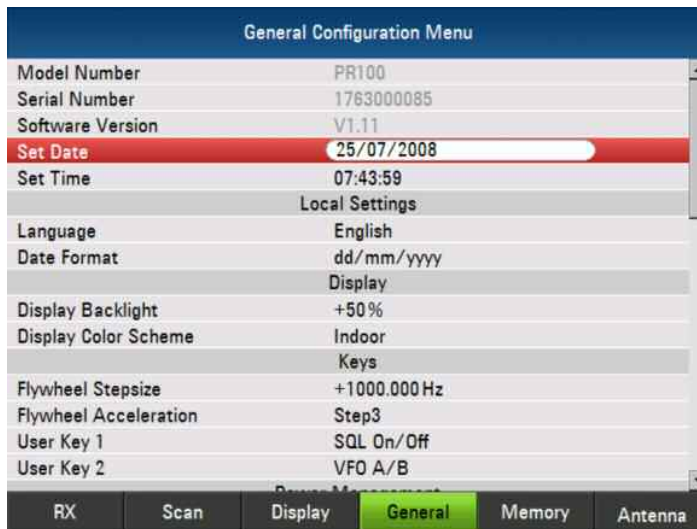 General Configuration Menu
Model Number PR100
Serial Number 1763000085
Software Version V1.11
Set Date 25/07/2008
Set Time 07:43:59
Local Settings
Language English
Date Format dd/mm/yyyy
Display
Display Backlight +50%
Display Color Scheme Indoor
Keys
Flywheel Stepsize +1000.000 Hz
Flywheel Acceleration Step3
User Key 1 SQL On/Off
User Key 2 VFO A/B
Power Management
RX Scan Display General Memory Antenna